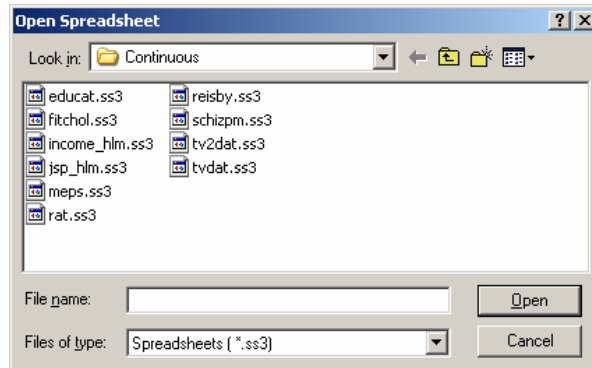 Open Spreadsheet
Look in: Continuous
educat.ss3
fitchol.ss3
income_hlm.ss3
jsp_hlm.ss3
meps.ss3
rat.ss3
reisby.ss3
schizpm.ss3
tv2dat.ss3
tvdat.ss3
File name:
Open
Files of type: Spreadsheets ( *.ss3)
Cancel